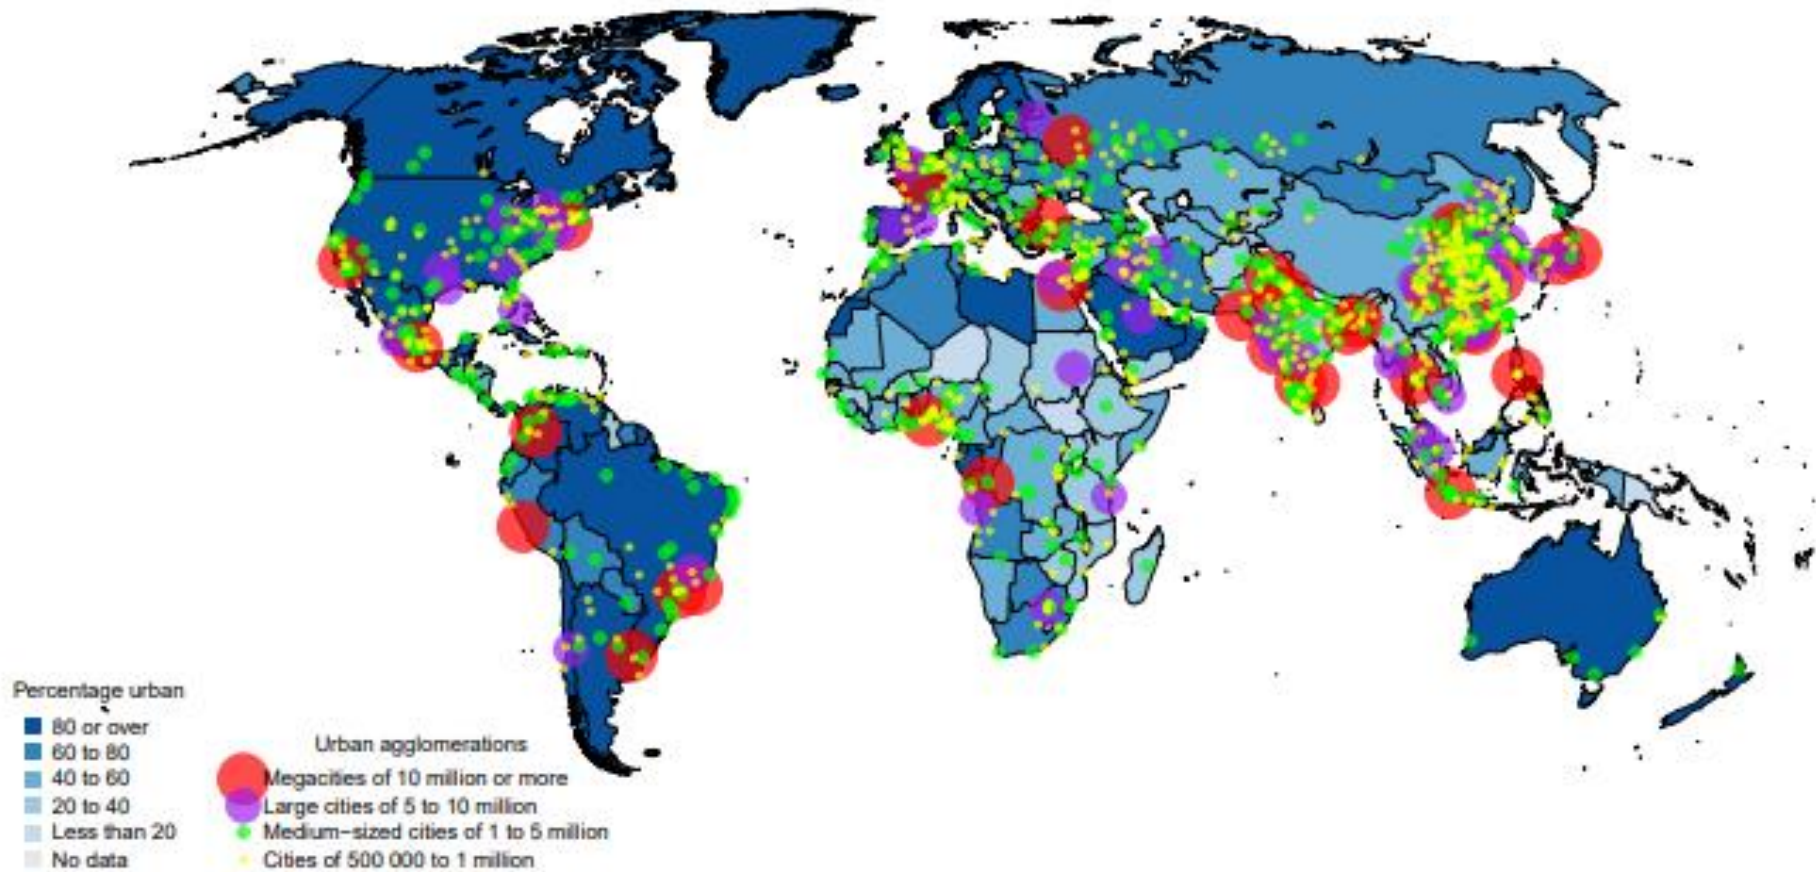 Percentage urban
80 or over
60 to 80
40 to 60
20 to 40
Less than 20
No data
Urban agglomerations
Megacities of 10 million or more
Large cities of 5 to 10 million
Medium−sized cities of 1 to 5 million
Cities of 500 000 to 1 million